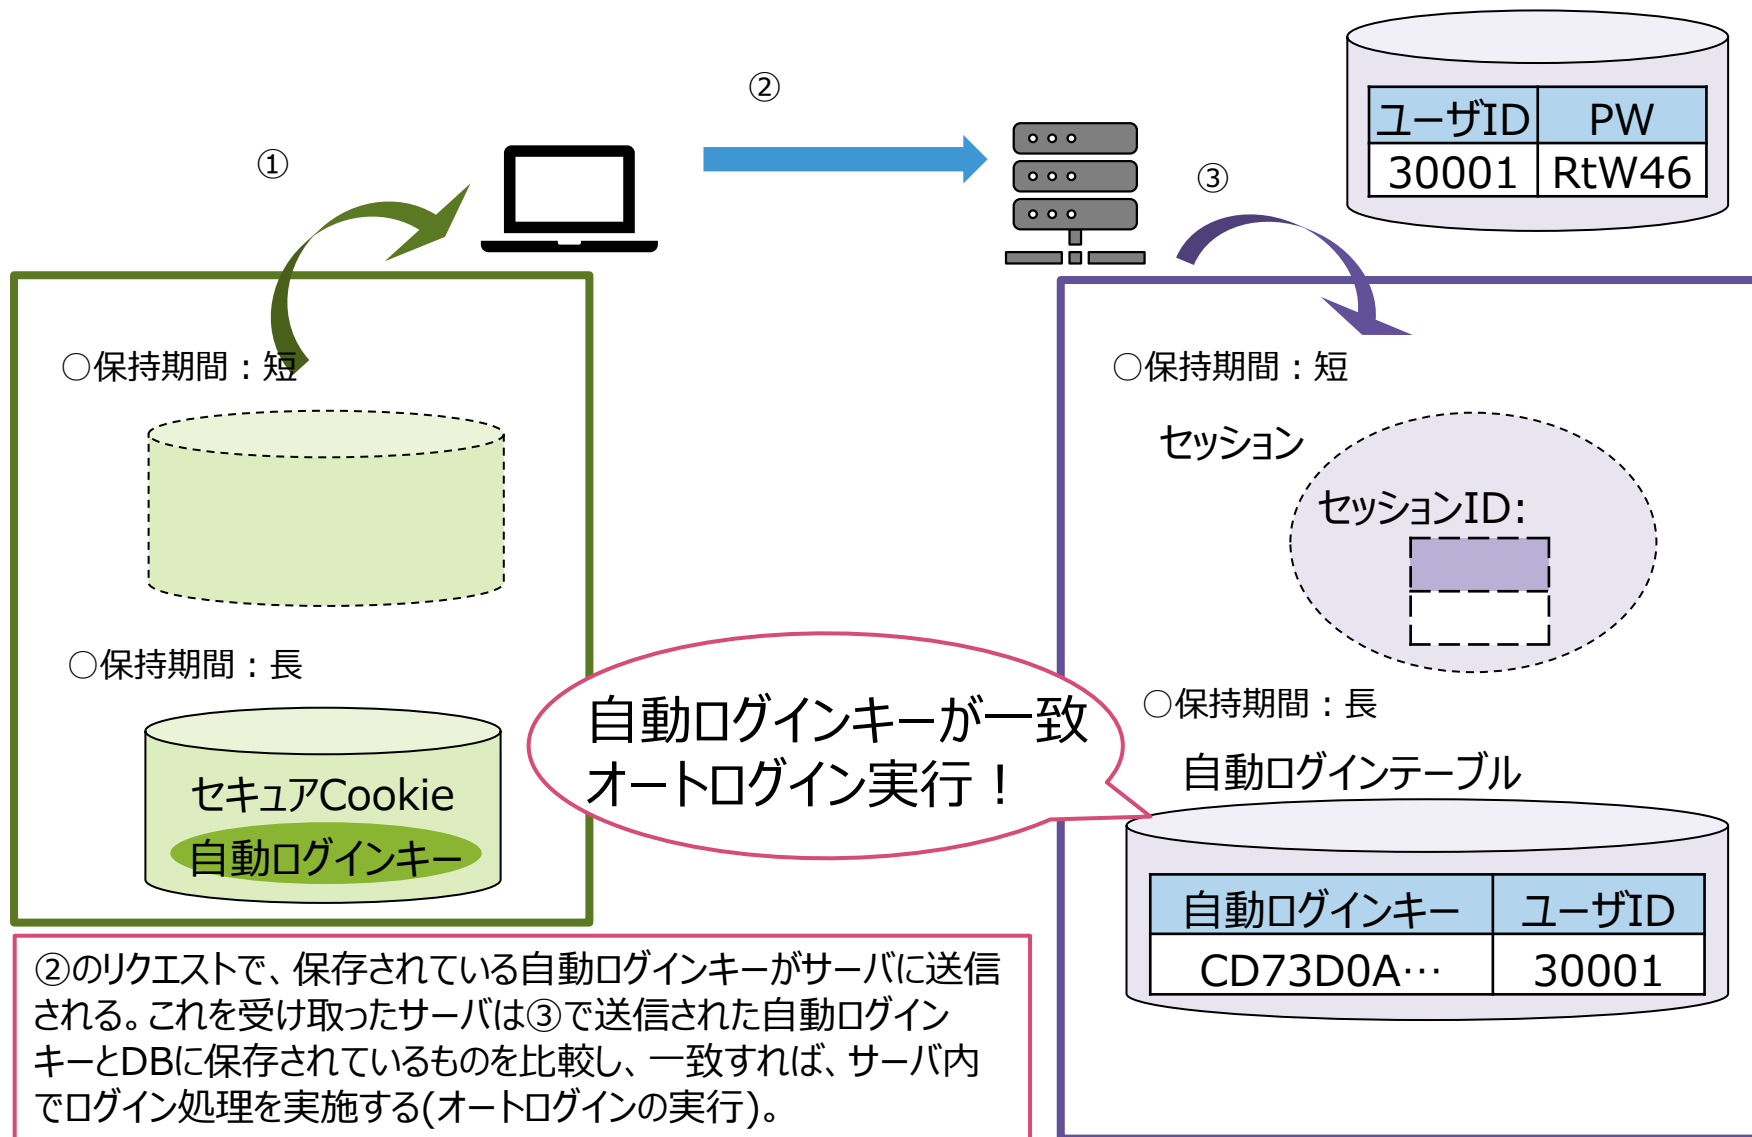 ①
②
③
ユーザID PW
30001 RtW46
○保持期間：短
○保持期間：長
セキュアCookie
自動ログインキー
自動ログインキーが一致
オートログイン実行！
○保持期間：短
セッション
セッションID:
○保持期間：長
自動ログインテーブル
自動ログインキー ユーザID
CD73D0A… 30001
②のリクエストで、保存されている自動ログインキーがサーバに送信
される。これを受け取ったサーバは③で送信された自動ログイン
キーとDBに保存されているものを比較し、一致すれば、サーバ内
でログイン処理を実施する(オートログインの実行)。